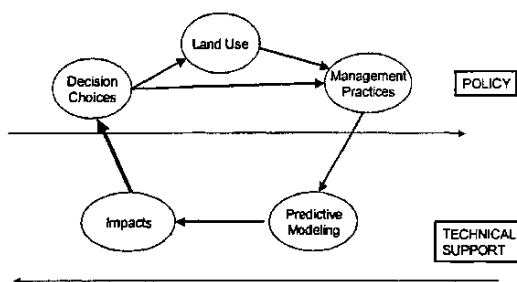 Land Use
Decision
Choices
Management
Practices
POLICY
Impacts
Predictive
Modeling
TECHNICAL
SUPPORT